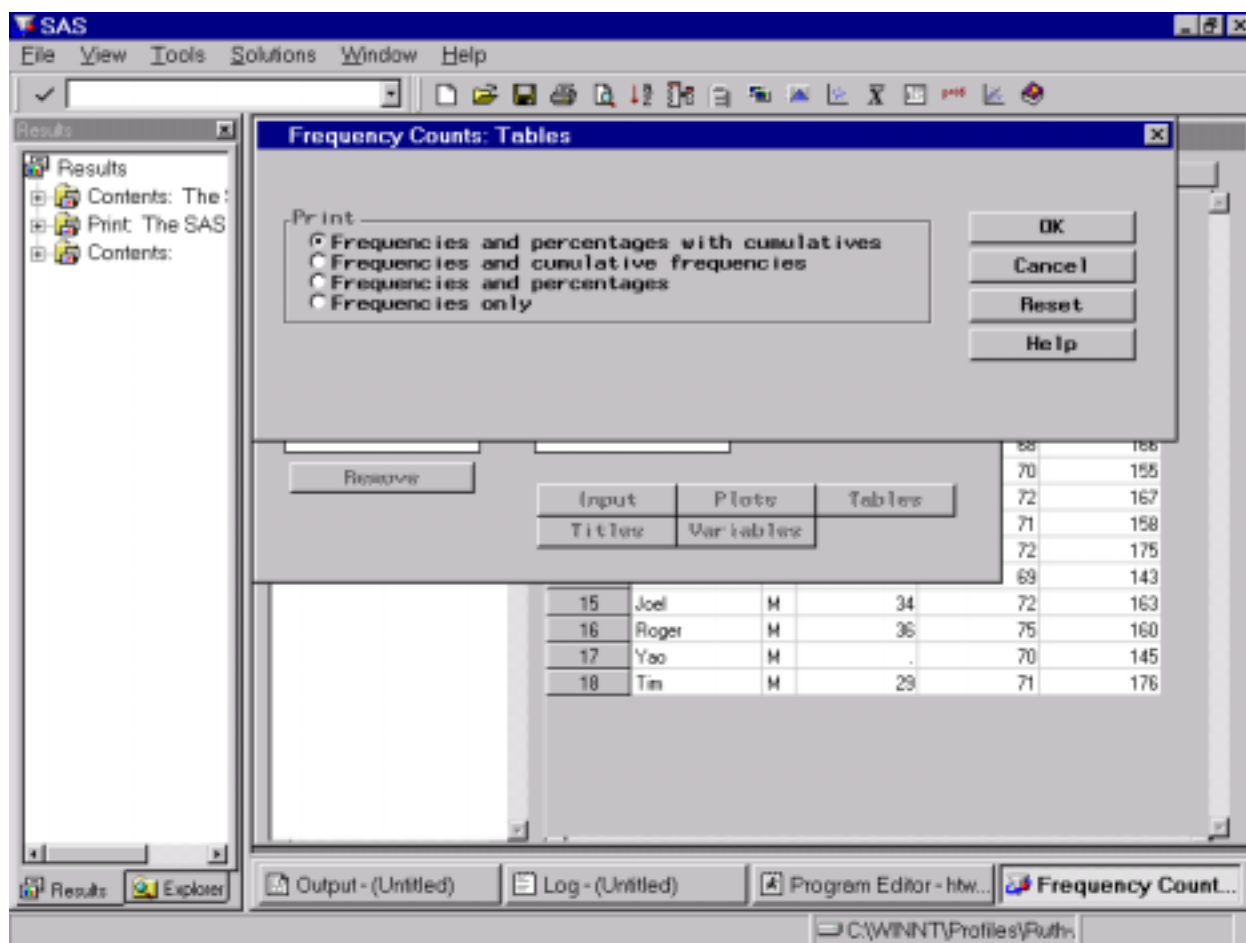 SAS
File View Tools Solutions Window Help
Results
Frequency Counts: Tables
Results
Contents: The
Print: The SAS
Contents:
Print
Frequencies and percentages with cumulatives
Frequencies and cumulative frequencies
Frequencies and percentages
Frequencies only
OK
Cancel
Reset
Help
68 166
Remove
70 155
Input Plots Tables
72 167
Titles Variables
71 158
72 175
69 143
15 Joel M 34 72 163
16 Roger M 36 75 160
17 Yao M . 70 145
18 Tim M 29 71 176
Results Explorer
Output - (Untitled) Log - (Untitled) Program Editor - htw... Frequency Count...
C:\WINNT\Profiles\Ruth